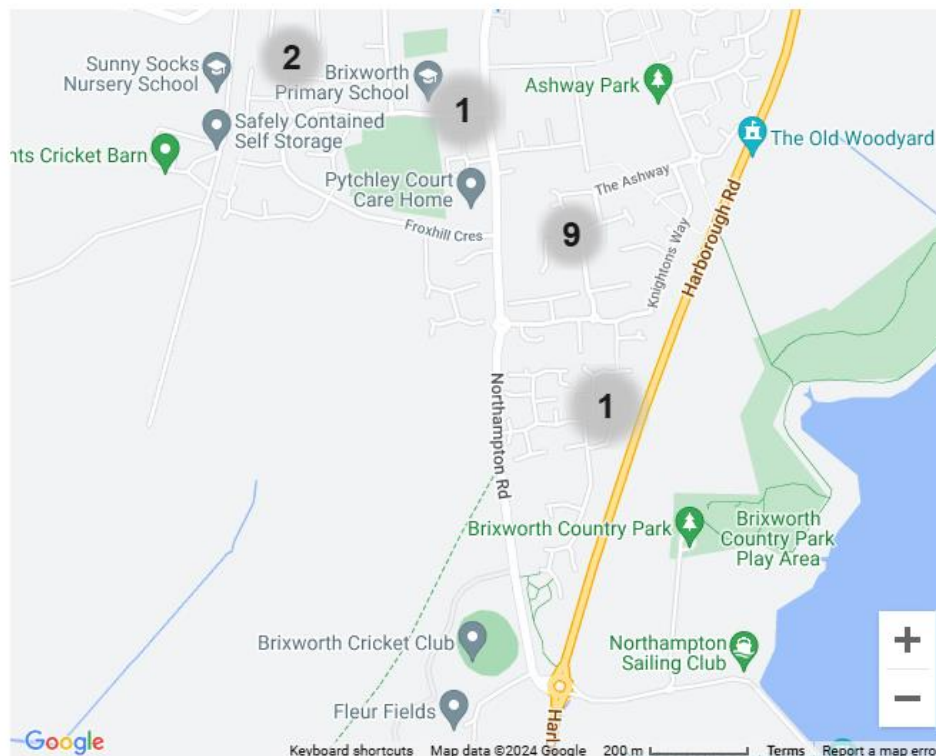 Sunny Socks
Nursery School
2
Brixworth
Primary School
1
Ashway Park
Safely Contained
Self Storage
The Old Woodyard
nts Cricket Barn
Pytchley Court
Care Home
The Ashway
Froxhill Cres
9
Knightons Way
Harborough Rd
Northampton Rd
1
Brixworth Country Park
Brixworth
Country Park
Play Area
Brixworth Cricket Club
Northampton
Sailing Club
+
−
Fleur Fields
Harl
Google
Keyboard shortcuts
Map data ©2024 Google
200 m
Terms
Report a map erro